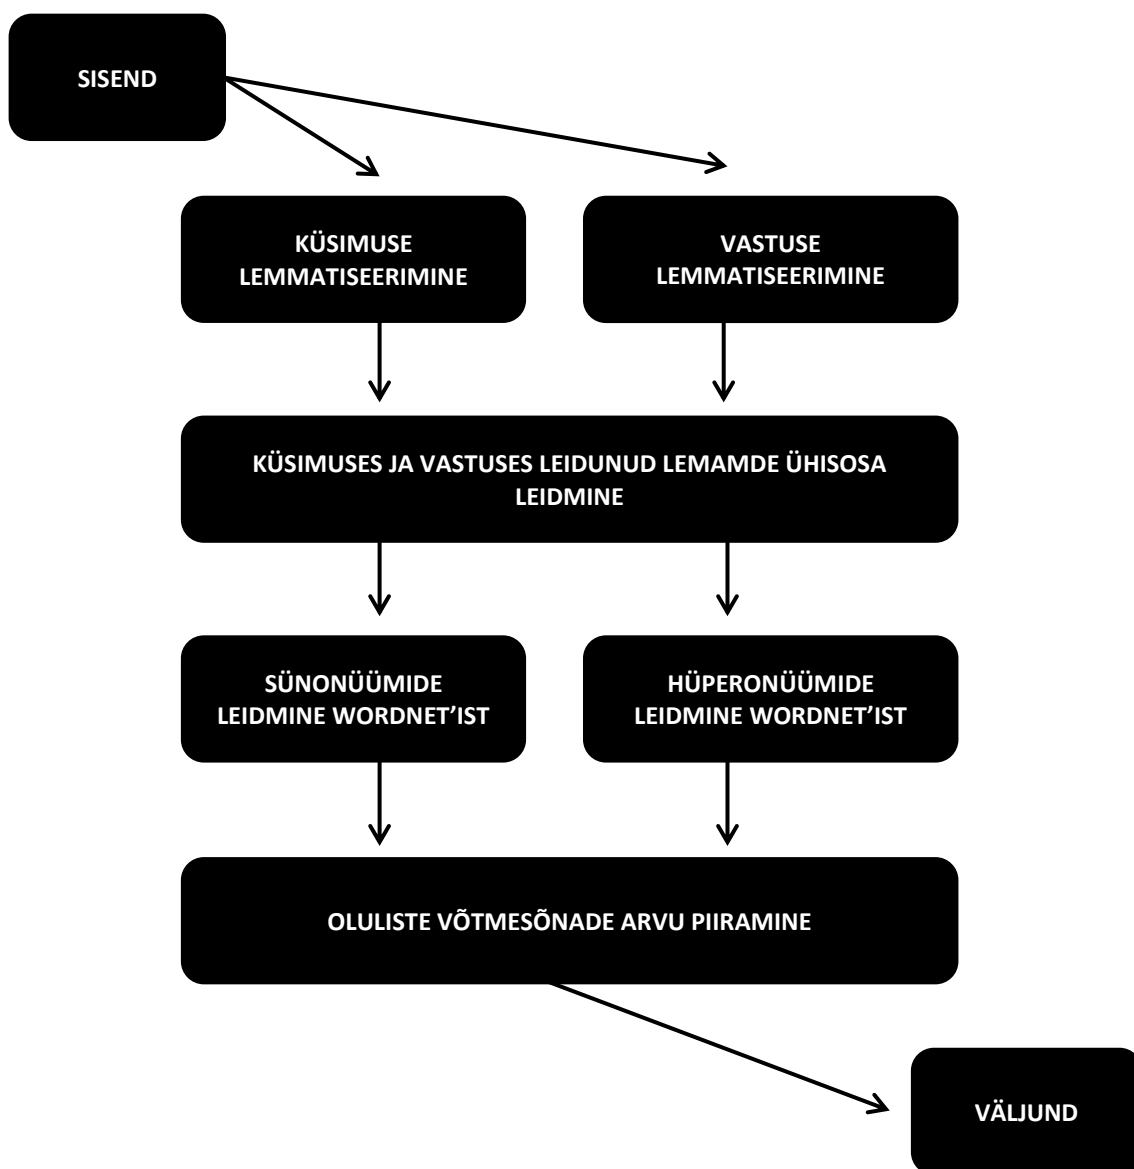 SISEND
KÜSIMUSE
LEMMATISEERIMINE
VASTUSE
LEMMATISEERIMINE
KÜSIMUSES JA VASTUSES LEIDUNUD LEMAMDE ÜHISOSA
LEIDMINE
SÜNONÜÜMIDE
LEIDMINE WORDNET’IST
HÜPERONÜÜMIDE
LEIDMINE WORDNET’IST
OLULISTE VÕTMESÕNADE ARVU PIIRAMINE
VÄLJUND